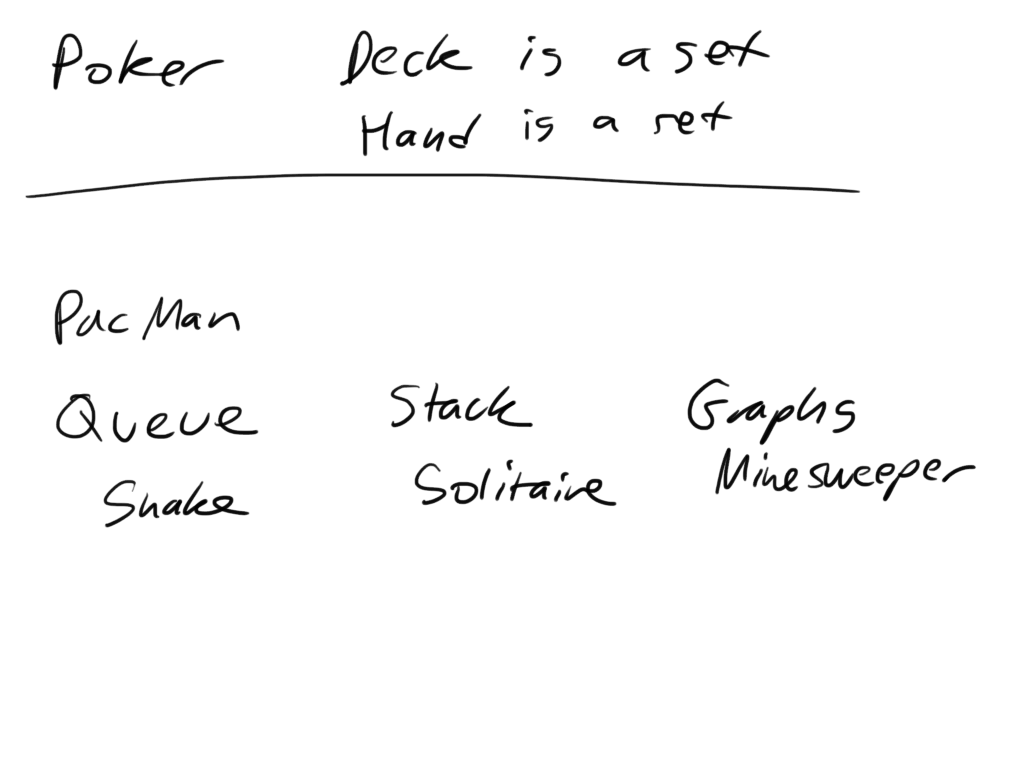 Poker Deck is a set
Hand is a set
Pac Man
Queue Stack Graphs
Snake Solitaire Minesweeper